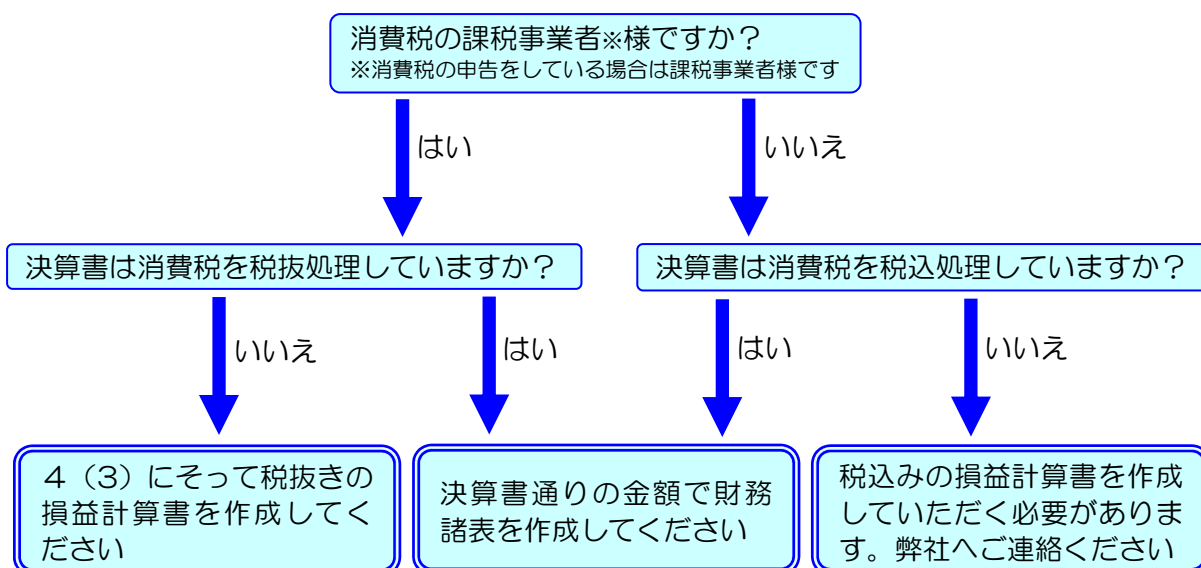 消費税の課税事業者※様ですか？
※消費税の申告をしている場合は課税事業者様です
はい
いいえ
決算書は消費税を税抜処理していますか？
決算書は消費税を税込処理していますか？
いいえ
はい
はい
いいえ
４（３）にそって税抜きの
損益計算書を作成してく
ださい
決算書通りの金額で財務
諸表を作成してください
税込みの損益計算書を作成
していただく必要がありま
す。弊社へご連絡ください